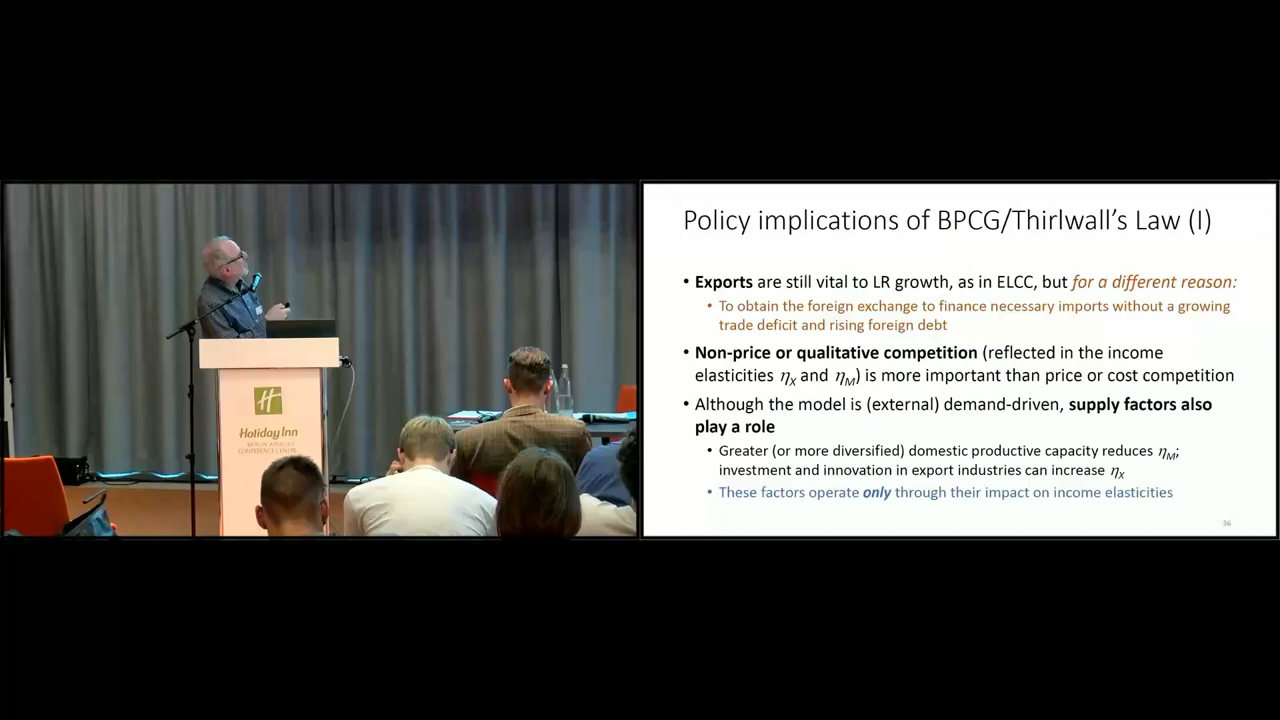 H
Holiday Inn
CONFERENCE CENTRE
Policy implications of BPCG/Thirlwall’s Law (I)
• Exports are still vital to LR growth, as in ELCC, but for a different reason:
• To obtain the foreign exchange to finance necessary imports without a growing
trade deficit and rising foreign debt
• Non-price or qualitative competition (reflected in the income
elasticities ηX and ηM) is more important than price or cost competition
• Although the model is (external) demand-driven, supply factors also
play a role
• Greater (or more diversified) domestic productive capacity reduces ηM;
investment and innovation in export industries can increase ηX
• These factors operate only through their impact on income elasticities
36